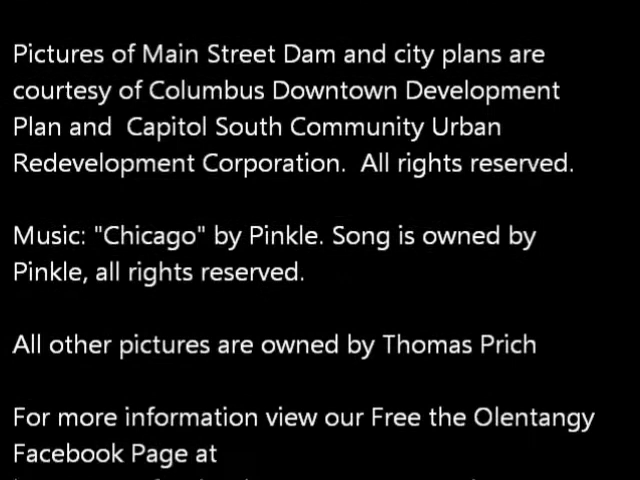 Pictures of Main Street Dam and city plans are
courtesy of Columbus Downtown Development
Plan and  Capitol South Community Urban
Redevelopment Corporation.  All rights reserved.
Music: "Chicago" by Pinkle. Song is owned by
Pinkle, all rights reserved.
All other pictures are owned by Thomas Prich
For more information view our Free the Olentangy
Facebook Page at